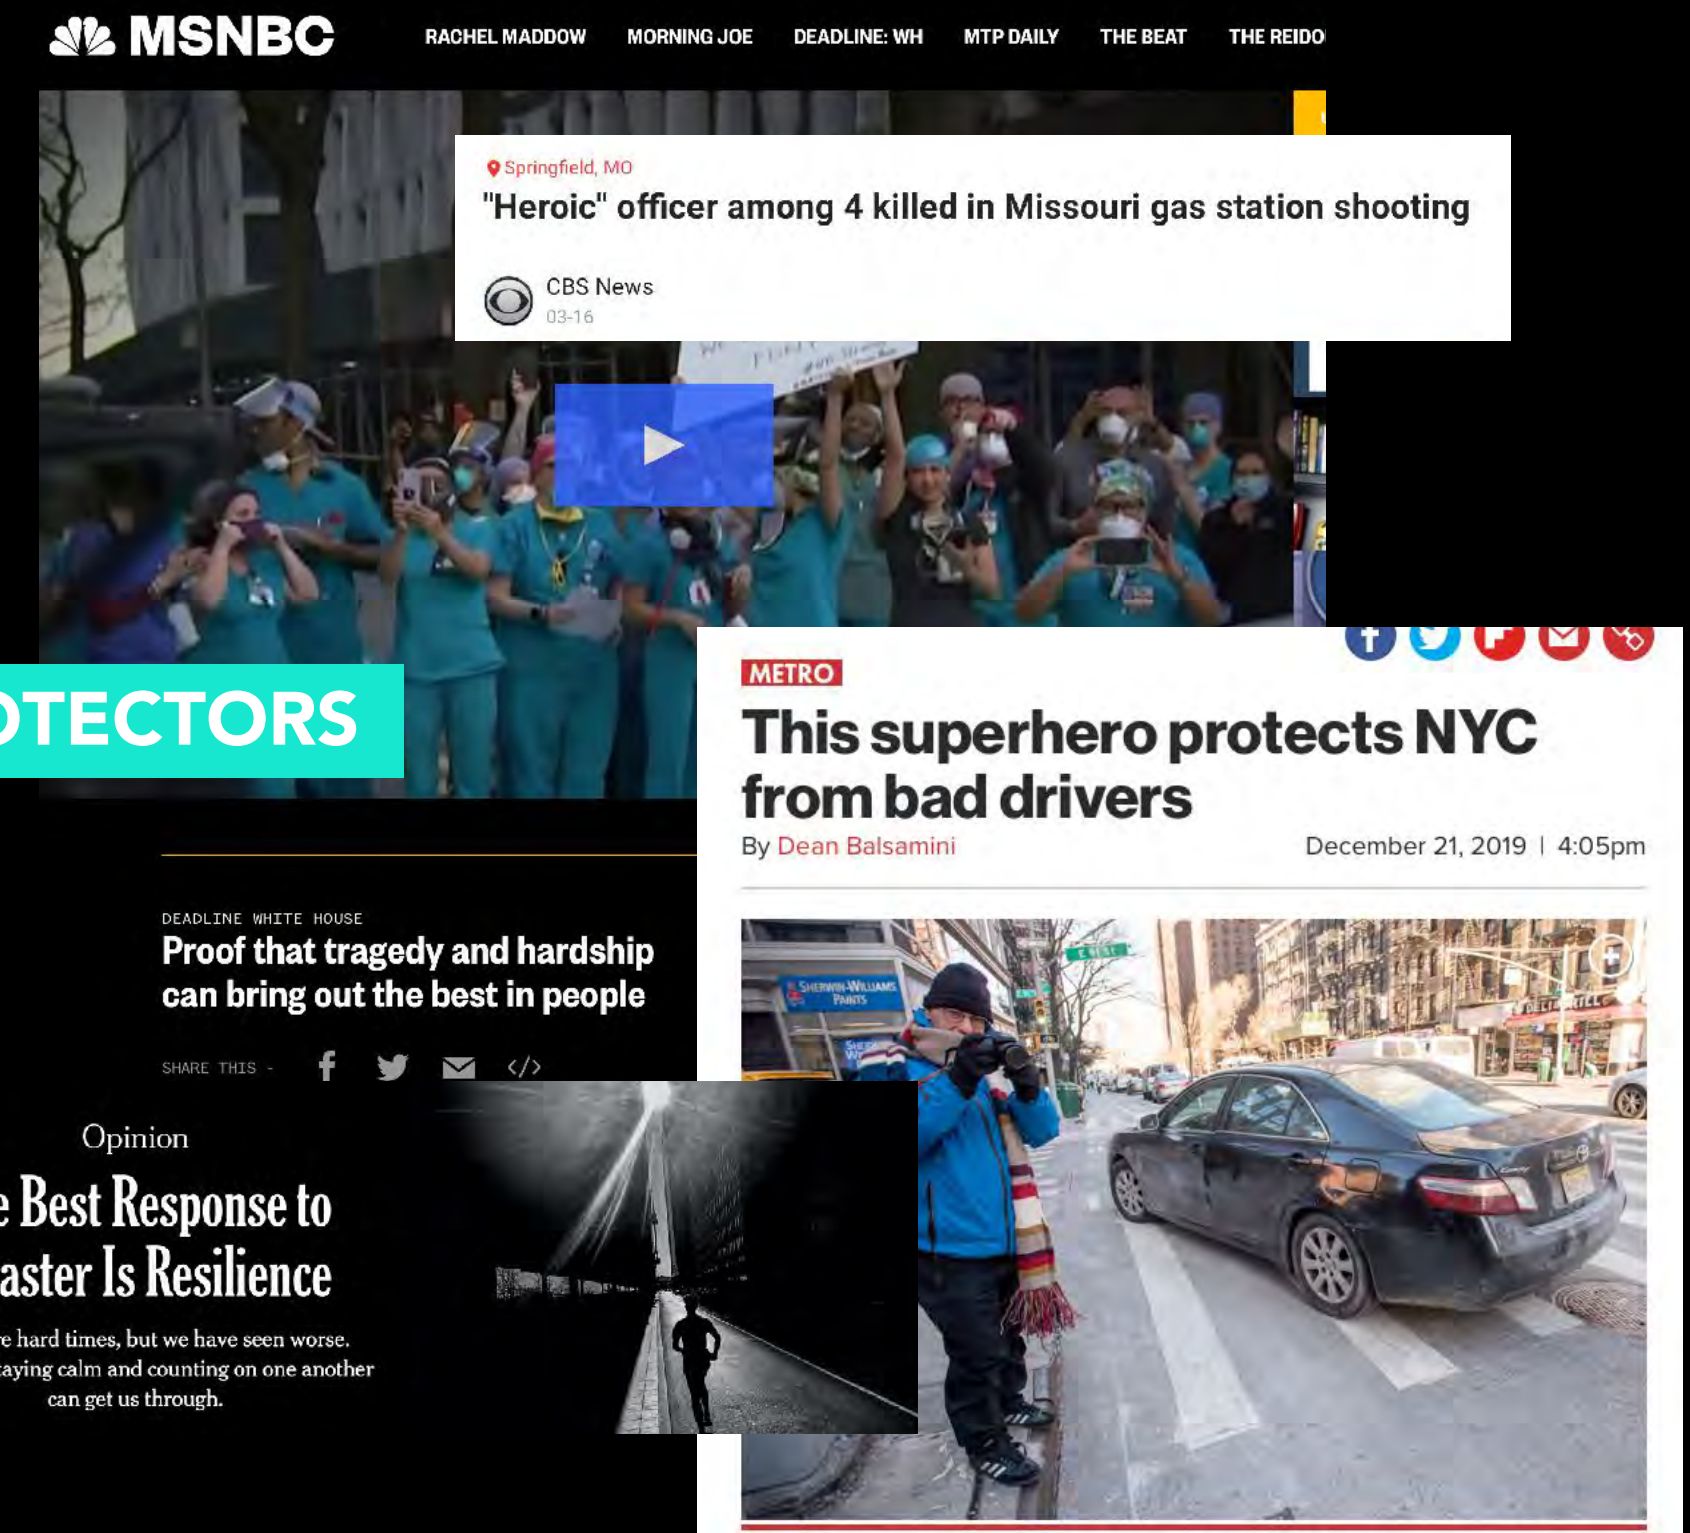 MSNBC
RACHEL MADDOW MORNING JOE DEADLINE: WH MTP DAILY THE BEAT THE REIDO
Springfield, MO
"Heroic" officer among 4 killed in Missouri gas station shooting
CBS News
03-16
OTECTORS
METRO
This superhero protects NYC
from bad drivers
By Dean Balsamini December 21, 2019 | 4:05pm
DEADLINE WHITE HOUSE
Proof that tragedy and hardship
can bring out the best in people
SHARE THIS -
SHERWIN-WILLIAMS
PAINTS
Opinion
e Best Response to
aster Is Resilience
e hard times, but we have seen worse.
taying calm and counting on one another
can get us through.